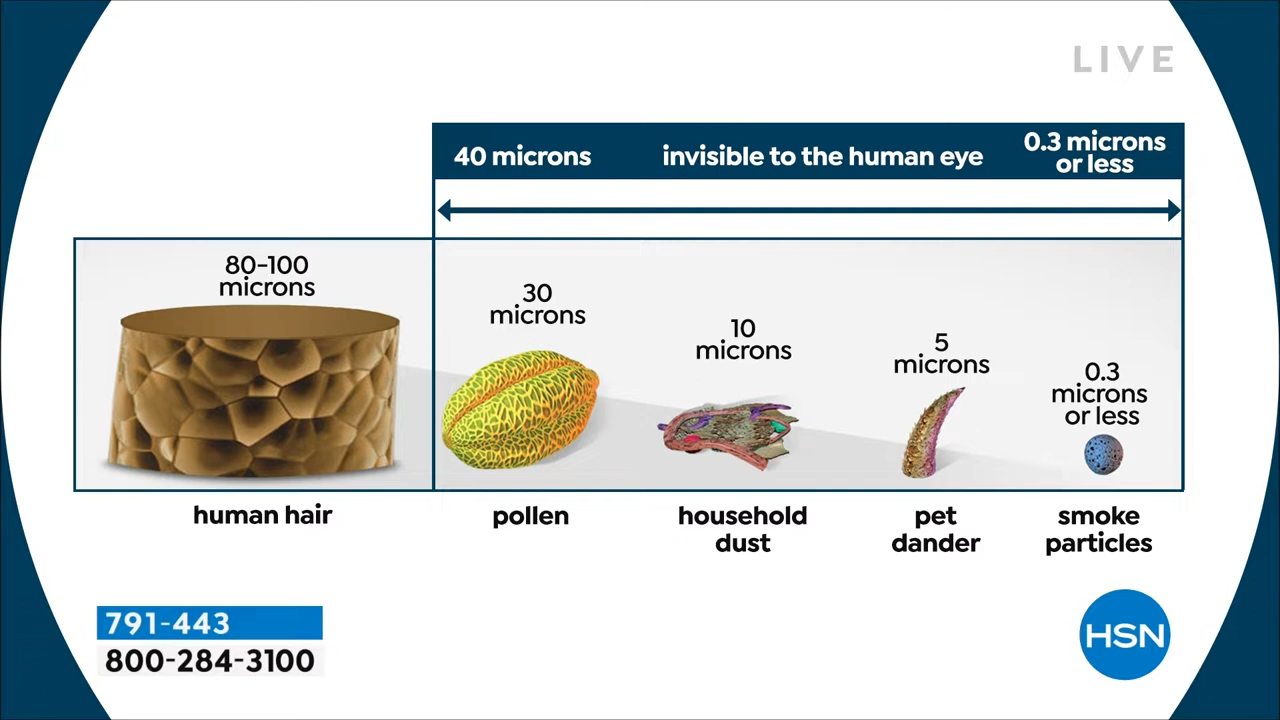 LIVE
40 microns
invisible to the human eye
0.3 microns
or less
80-100
microns
30
microns
10
microns
5
microns
0.3
microns
or less
human hair
pollen
household
dust
pet
dander
smoke
particles
791-443
800-284-3100
HSN